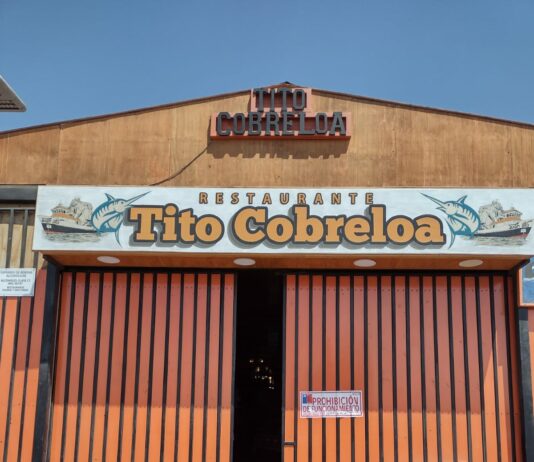 TITO
COBRELOA
RESTAURANTE
Tito Cobreloa
PROHIBICIÓN
DE FUNCIONAMIENTO